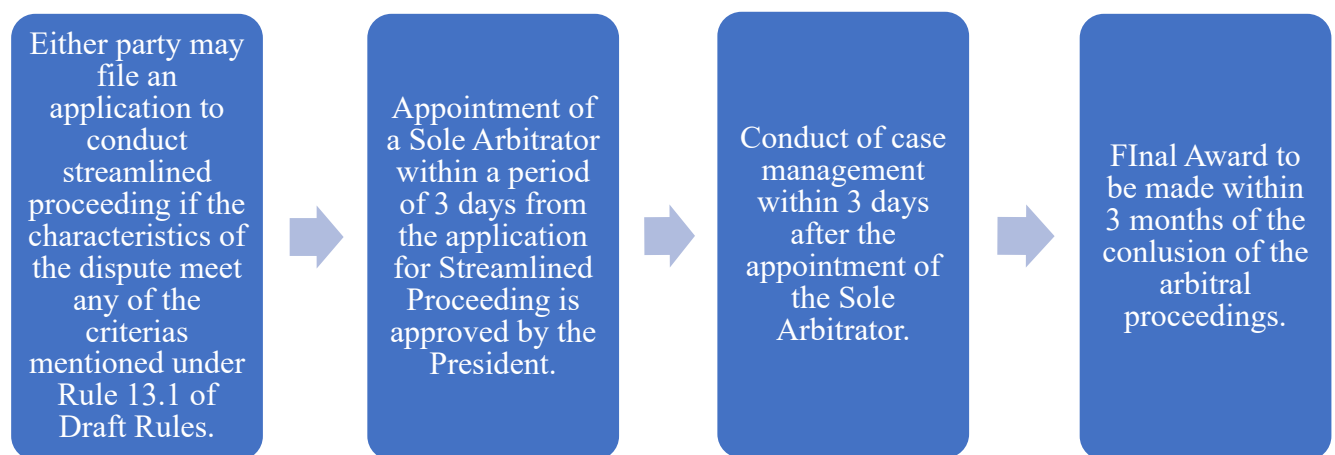 Either party may
file an
application to
conduct
streamlined
proceeding if the
characteristics of
the dispute meet
any of the
criterias
mentioned under
Rule 13.1 of
Draft Rules.
Appointment of
a Sole Arbitrator
within a period
of 3 days from
the application
for Streamlined
Proceeding is
approved by the
President.
Conduct of case
management
within 3 days
after the
appointment of
the Sole
Arbitrator.
FInal Award to
be made within
3 months of the
conlusion of the
arbitral
proceedings.